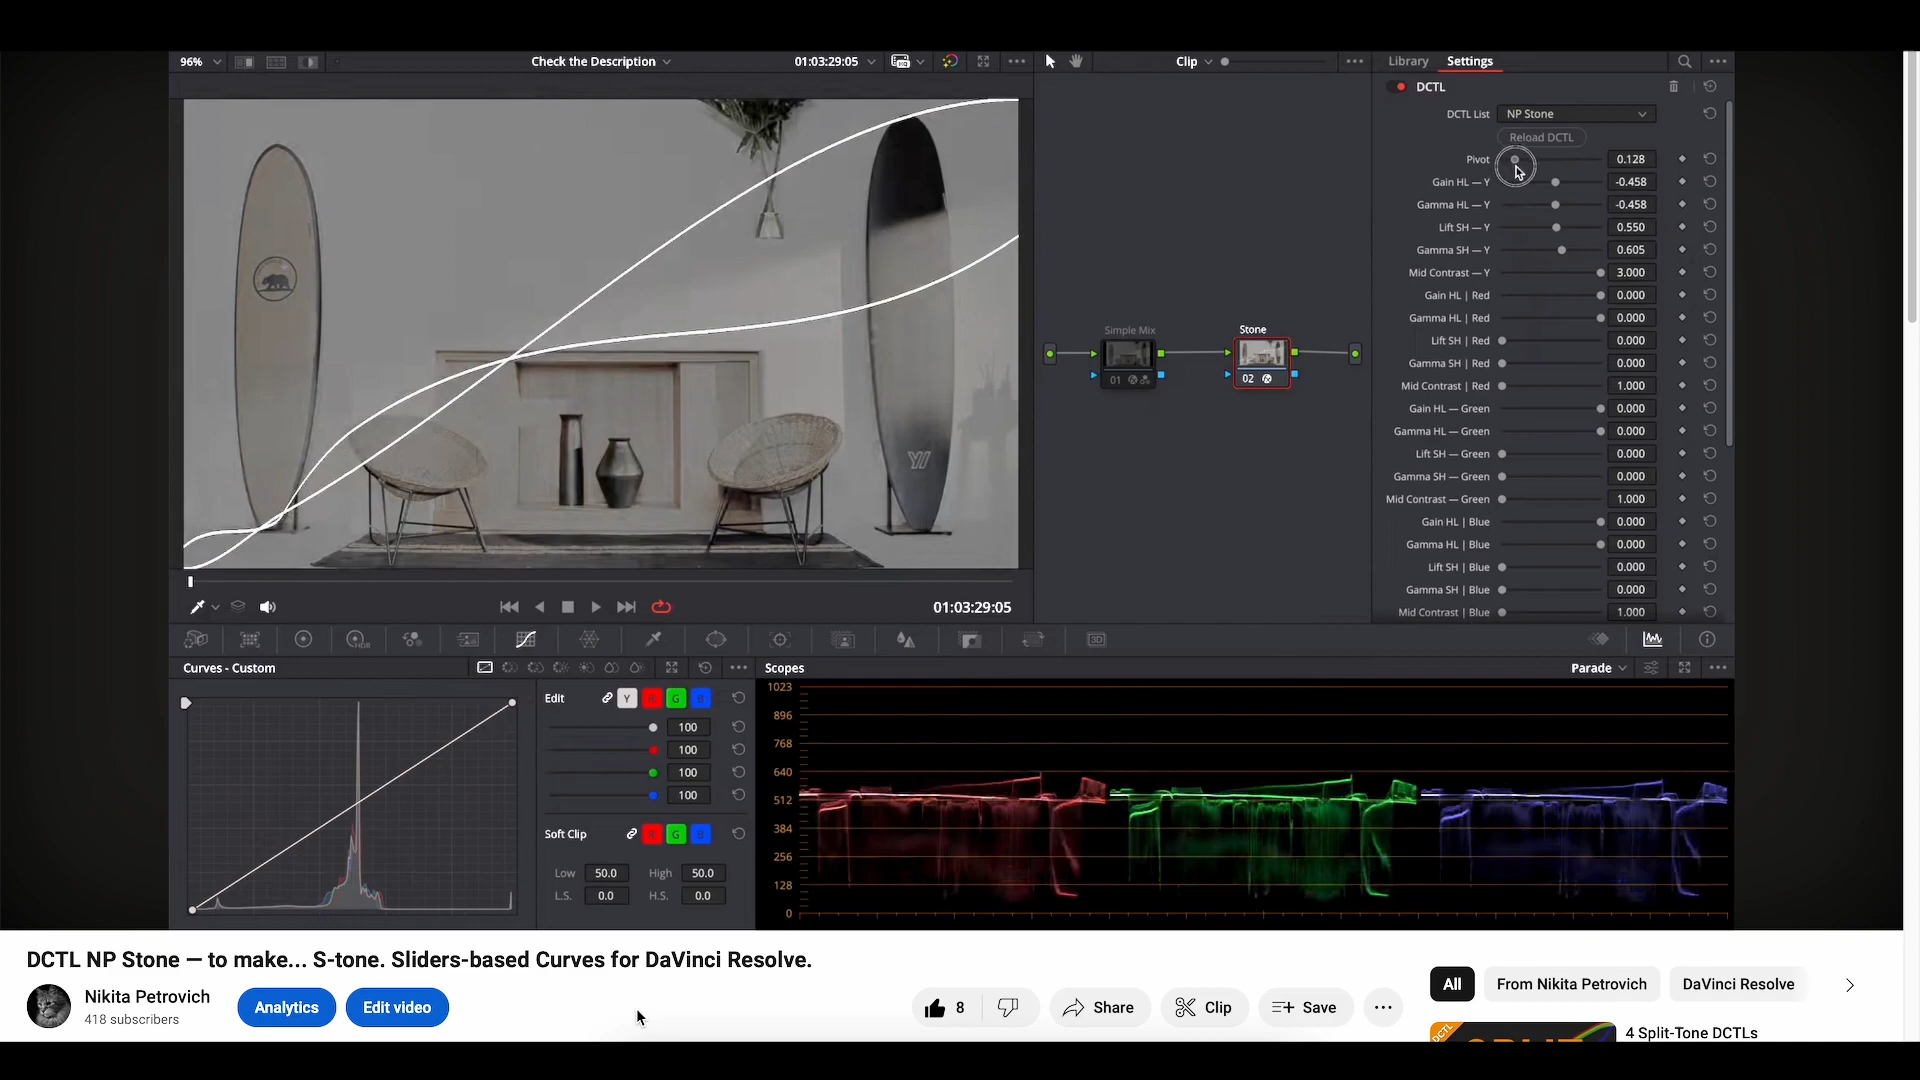 96%
Check the Description
01:03:29:05
Clip
Library
Settings
DCTL
DCTL List
NP Stone
Reload DCTL
Pivot
0.128
Gain HL — Y
-0.458
Gamma HL — Y
-0.458
Lift SH — Y
0.550
Gamma SH — Y
0.605
Mid Contrast — Y
3.000
Gain HL | Red
0.000
Gamma HL | Red
0.000
Lift SH | Red
0.000
Gamma SH | Red
0.000
Mid Contrast | Red
1.000
Gain HL — Green
0.000
Gamma HL — Green
0.000
Lift SH — Green
0.000
Gamma SH — Green
0.000
Mid Contrast — Green
1.000
Gain HL | Blue
0.000
Gamma HL | Blue
0.000
Lift SH | Blue
0.000
Gamma SH | Blue
0.000
Mid Contrast | Blue
1.000
Simple Mix
01
Stone
02
01:03:29:05
HDR
3D
Curves - Custom
Edit
Y
R
G
B
100
100
100
100
Soft Clip
R
G
B
Low
50.0
High
50.0
L.S.
0.0
H.S.
0.0
Scopes
Parade
1023
896
768
640
512
384
256
128
0
DCTL NP Stone — to make... S-tone. Sliders-based Curves for DaVinci Resolve.
Nikita Petrovich
418 subscribers
Analytics
Edit video
8
Share
Clip
Save
All
From Nikita Petrovich
DaVinci Resolve
DCTL
4 Split-Tone DCTLs